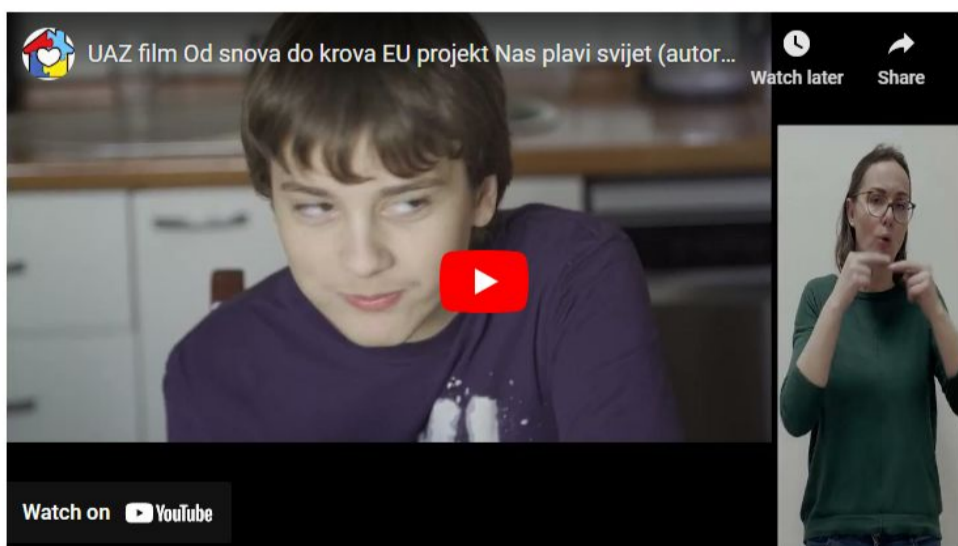 UAZ film Od snova do krova EU projekt Nas plavi svijet (autor...
Watch later
Share
Watch on YouTube